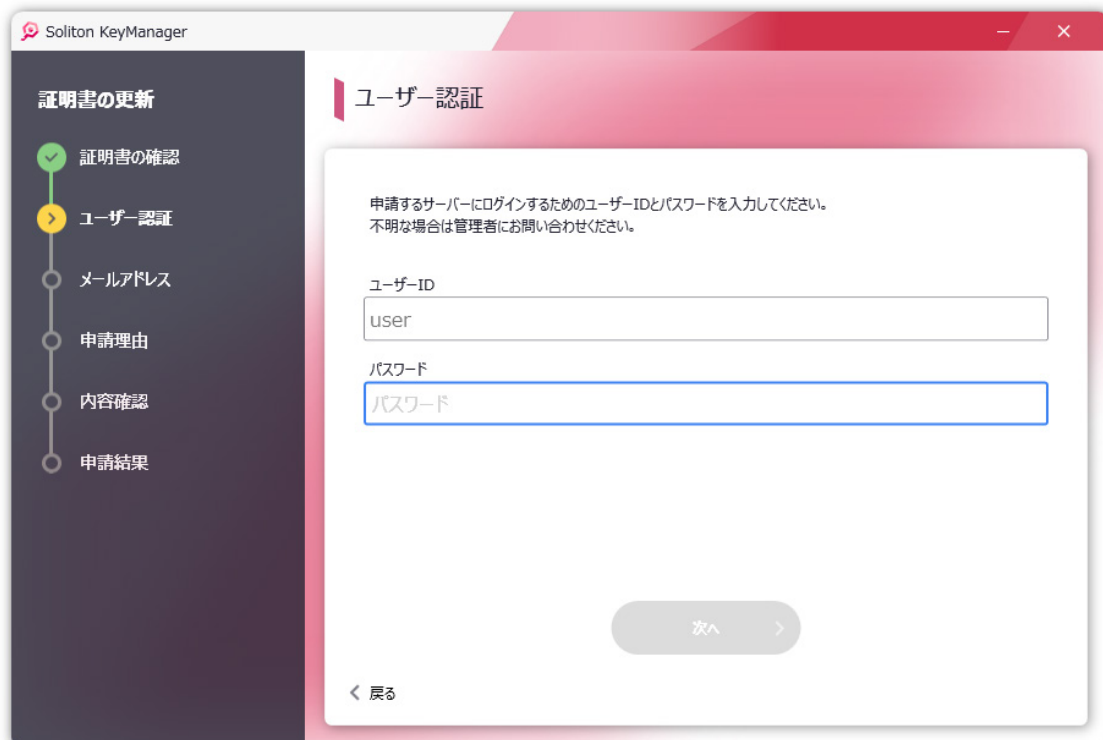 Soliton KeyManager
証明書の更新
証明書の確認
ユーザー認証
メールアドレス
申請理由
内容確認
申請結果
ユーザー認証
申請するサーバーにログインするためのユーザーIDとパスワードを入力してください。
不明な場合は管理者にお問い合わせください。
ユーザーID
user
パスワード
パスワード
次へ
戻る